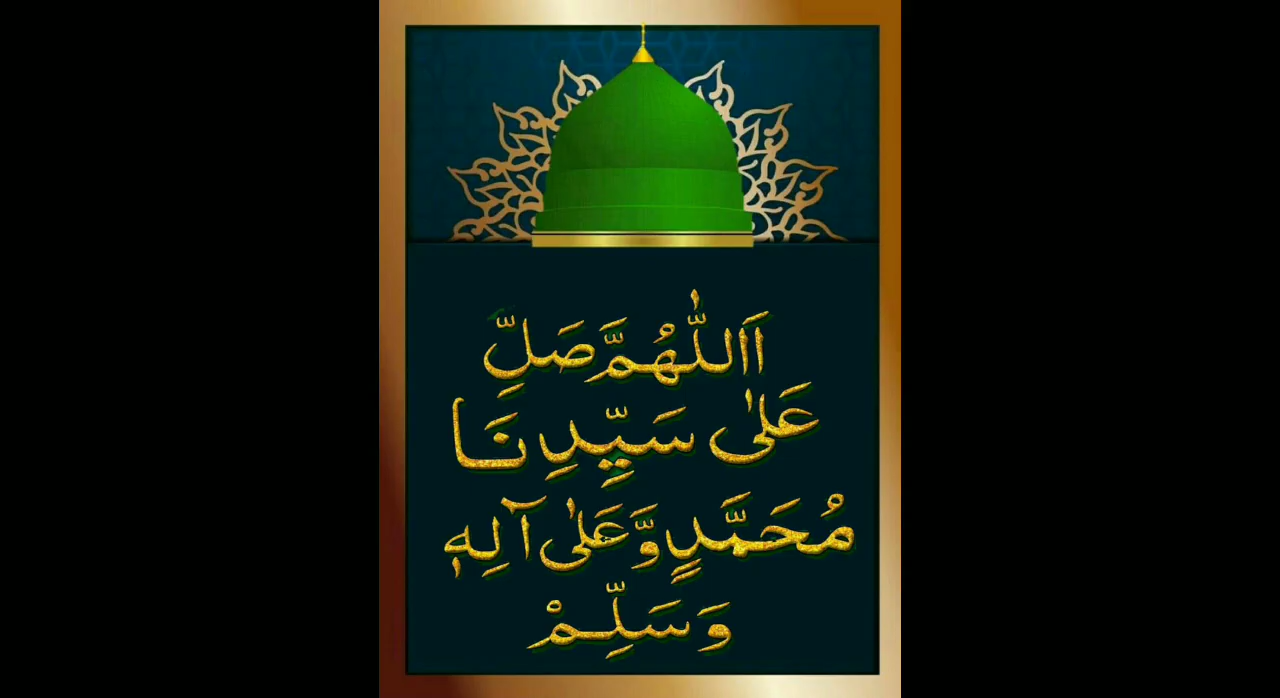 اَللّٰهُمَّ صَلِّ
عَلٰى سَيِّدِنَا
مُحَمَّدٍ وَّعَلٰى آلِهٖ
وَسَلِّمْ